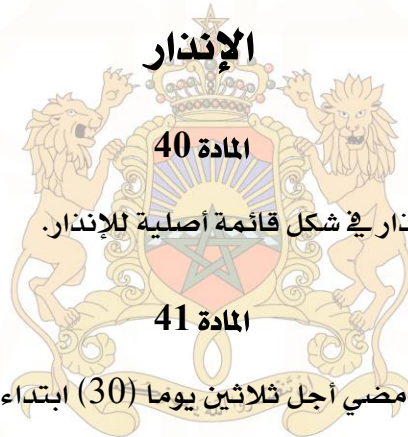 الإنذار
المادة 40
ذار في شكل قائمة أصلية للإنذار.
المادة 41
مضي أجل ثلاثين يوما (30) ابتداء